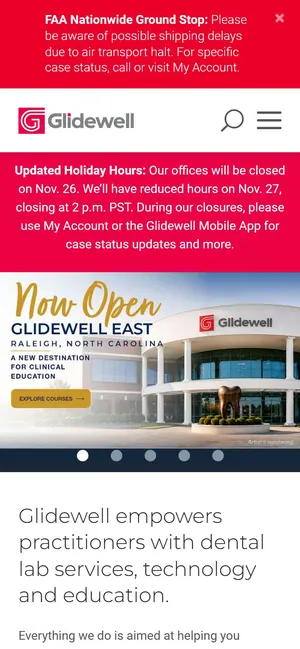 FAA Nationwide Ground Stop: Please
be aware of possible shipping delays
due to air transport halt. For specific
case status, call or visit My Account.
×
Glidewell
Updated Holiday Hours: Our offices will be closed
on Nov. 26. We'll have reduced hours on Nov. 27,
closing at 2 p.m. PST. During our closures, please
use My Account or the Glidewell Mobile App for
case status updates and more.
Now Open
GLIDEWELL EAST
RALEIGH, NORTH CAROLINA
A NEW DESTINATION
FOR CLINICAL
EDUCATION
EXPLORE COURSES →
Glidewell
Artist's rendering
Glidewell empowers
practitioners with dental
lab services, technology
and education.
Everything we do is aimed at helping you